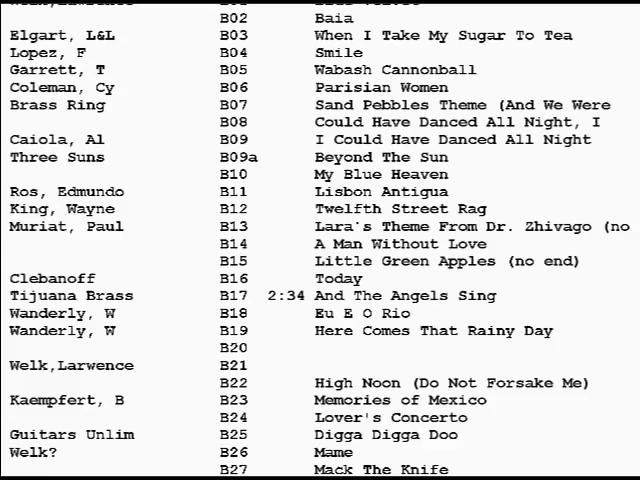 B02 Baia
Elgart, L&L B03 When I Take My Sugar To Tea
Lopez, F B04 Smile
Garrett, T B05 Wabash Cannonball
Coleman, Cy B06 Parisian Women
Brass Ring B07 Sand Pebbles Theme (And We Were
B08 Could Have Danced All Night, I
Caiola, Al B09 I Could Have Danced All Night
Three Suns B09a Beyond The Sun
B10 My Blue Heaven
Ros, Edmundo B11 Lisbon Antigua
King, Wayne B12 Twelfth Street Rag
Muriat, Paul B13 Lara's Theme From Dr. Zhivago (no
B14 A Man Without Love
B15 Little Green Apples (no end)
Clebanoff B16 Today
Tijuana Brass B17 2:34 And The Angels Sing
Wanderly, W B18 Eu E O Rio
Wanderly, W B19 Here Comes That Rainy Day
B20
Welk,Larwence B21
B22 High Noon (Do Not Forsake Me)
Kaempfert, B B23 Memories of Mexico
B24 Lover's Concerto
Guitars Unlim B25 Digga Digga Doo
Welk? B26 Mame
B27 Mack The Knife